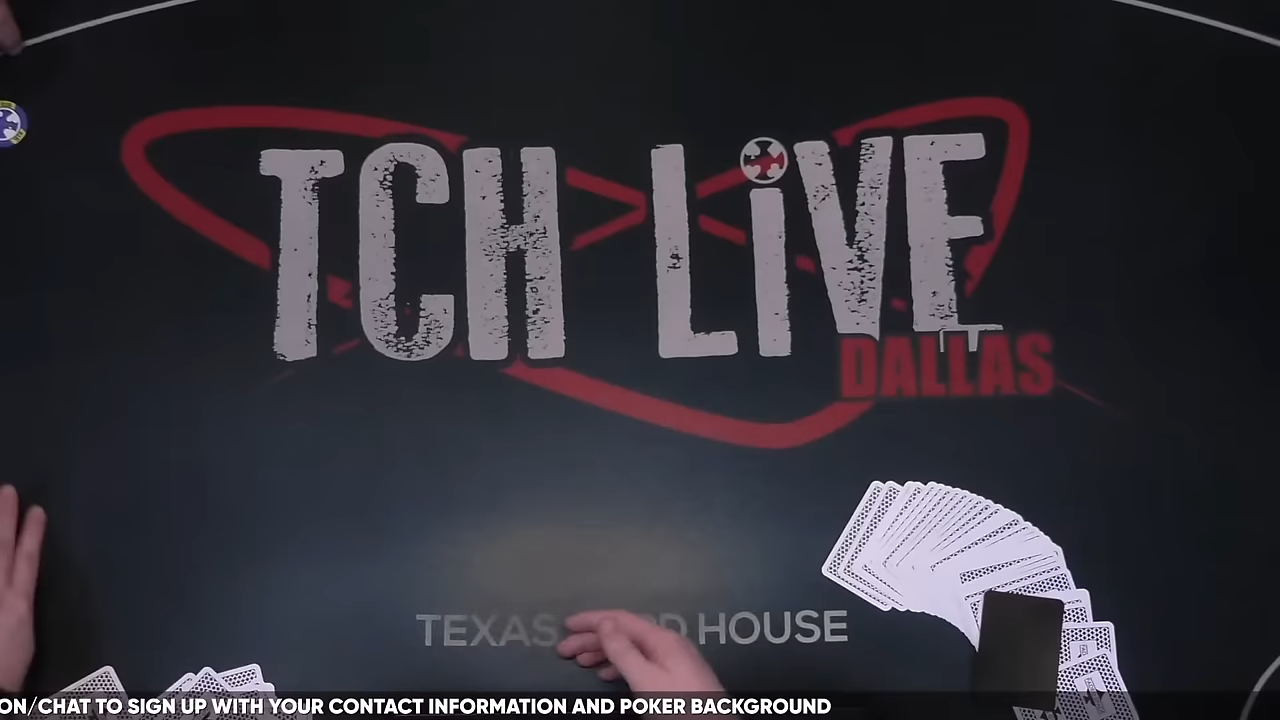 TCH LiVE
DALLAS
TEXAS HOUSE
ON/CHAT TO SIGN UP WITH YOUR CONTACT INFORMATION AND POKER BACKGROUND